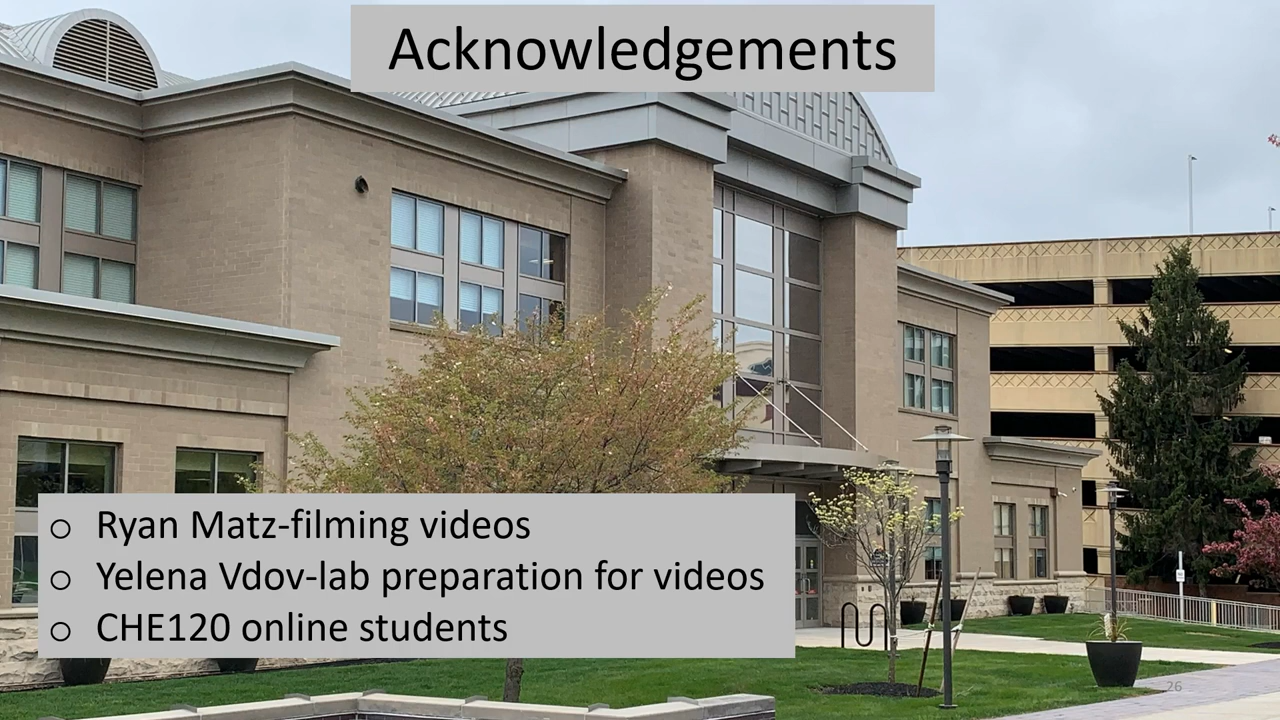 Acknowledgements
o Ryan Matz-filming videos
o Yelena Vdov-lab preparation for videos
o CHE120 online students
26